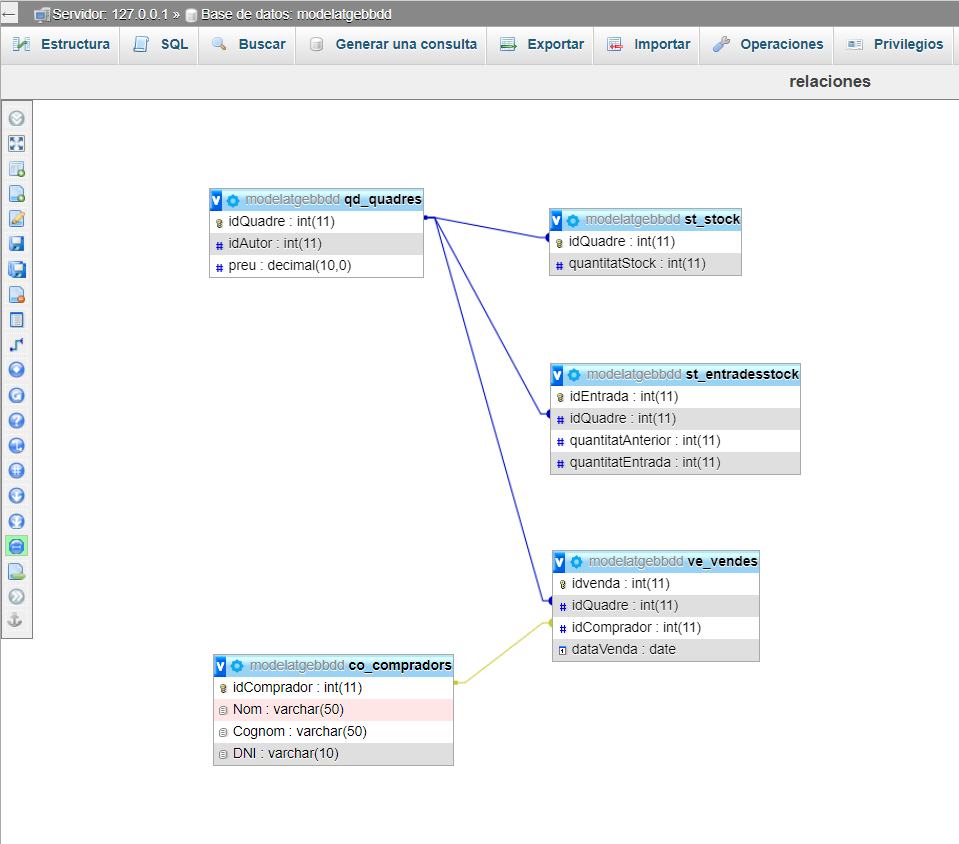 Servidor: 127.0.0.1 » Base de datos: modelatgebbdd
Estructura SQL Buscar Generar una consulta Exportar Importar Operaciones Privilegios
relaciones
modelatgebbdd qd_quadres
idQuadre : int(11)
idAutor : int(11)
preu : decimal(10,0)
modelatgebbdd st_stock
idQuadre : int(11)
quantitatStock : int(11)
modelatgebbdd st_entradesstock
idEntrada : int(11)
idQuadre : int(11)
quantitatAnterior : int(11)
quantitatEntrada : int(11)
modelatgebbdd ve_vendes
idvenda : int(11)
idQuadre : int(11)
idComprador : int(11)
dataVenda : date
modelatgebbdd co_compradors
idComprador : int(11)
Nom : varchar(50)
Cognom : varchar(50)
DNI : varchar(10)